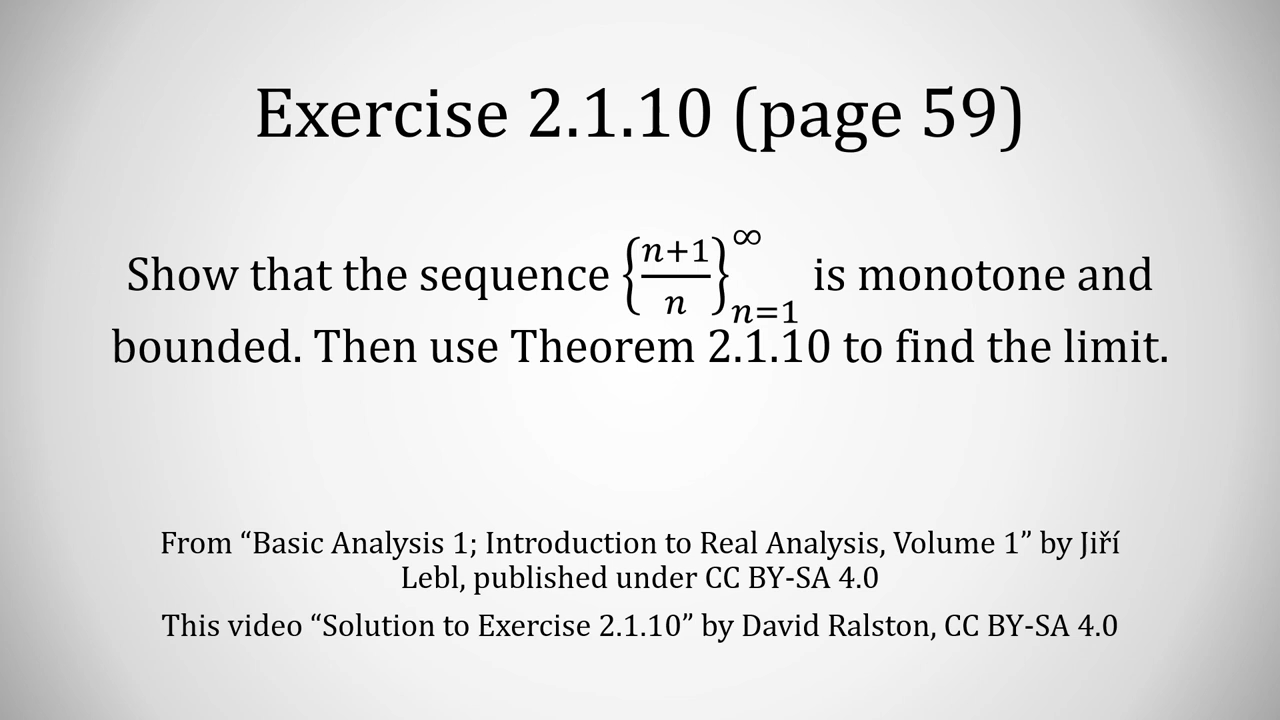 Exercise 2.1.10 (page 59)
Show that the sequence {n+1/n}∞n=1 is monotone and
bounded. Then use Theorem 2.1.10 to find the limit.
From “Basic Analysis 1; Introduction to Real Analysis, Volume 1” by Jiří
Lebl, published under CC BY-SA 4.0
This video “Solution to Exercise 2.1.10” by David Ralston, CC BY-SA 4.0